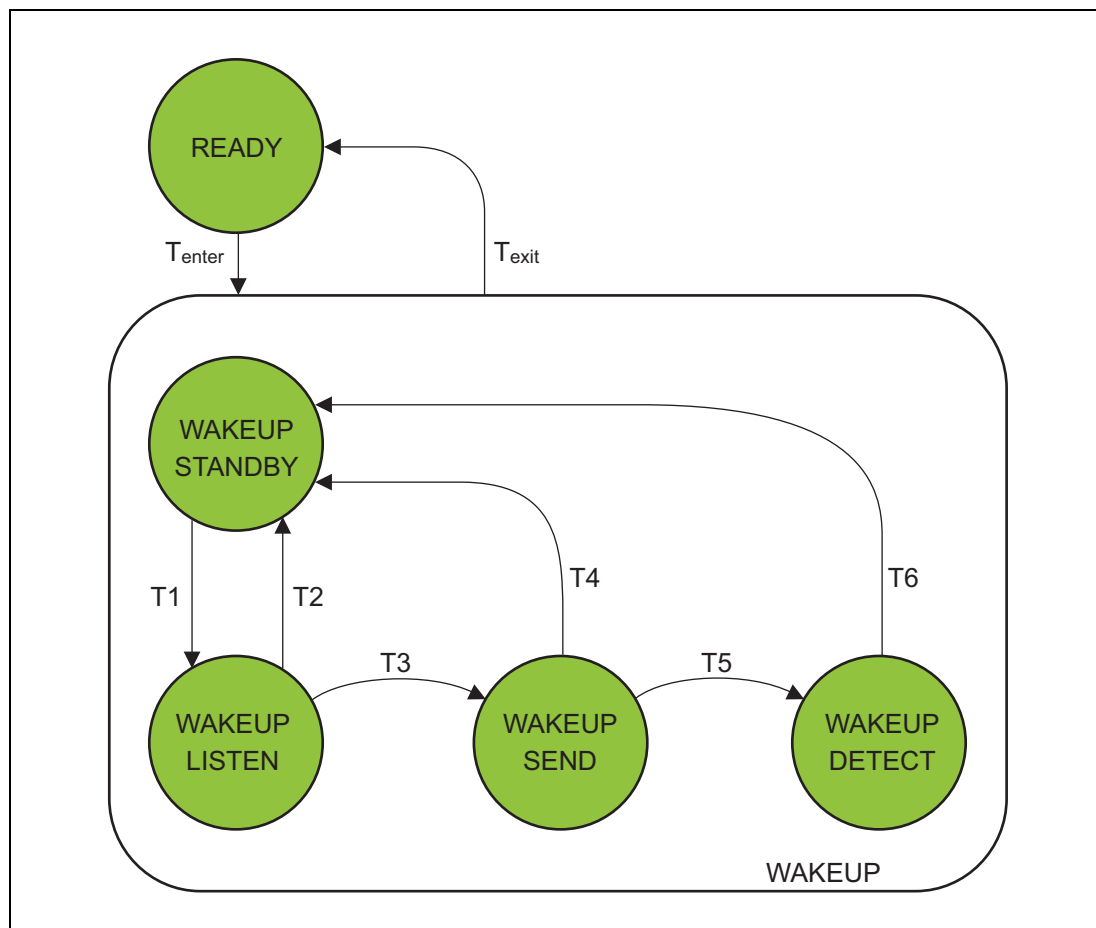 READY
Tenter
Texit
WAKEUP
STANDBY
T1
T2
T4
T6
T3
T5
WAKEUP
LISTEN
WAKEUP
SEND
WAKEUP
DETECT
WAKEUP